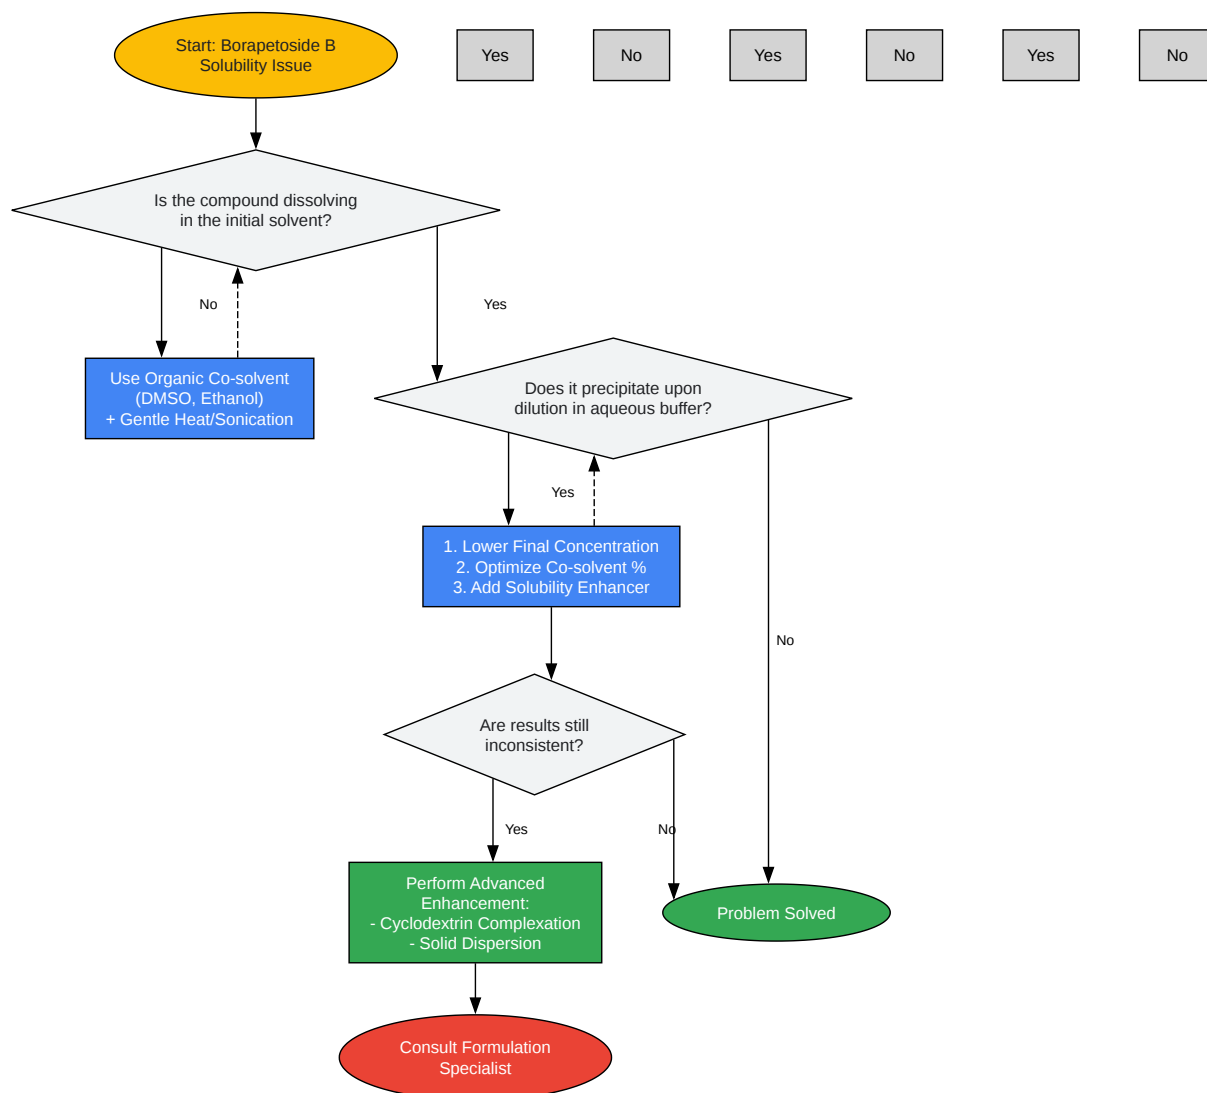 Start: Borapetoside B
Solubility Issue
Yes
No
Yes
No
Yes
No
Is the compound dissolving
in the initial solvent?
No
Yes
Use Organic Co-solvent
(DMSO, Ethanol)
+ Gentle Heat/Sonication
Does it precipitate upon
dilution in aqueous buffer?
Yes
1. Lower Final Concentration
2. Optimize Co-solvent %
3. Add Solubility Enhancer
No
Are results still
inconsistent?
Yes
No
Perform Advanced
Enhancement:
- Cyclodextrin Complexation
- Solid Dispersion
Problem Solved
Consult Formulation
Specialist